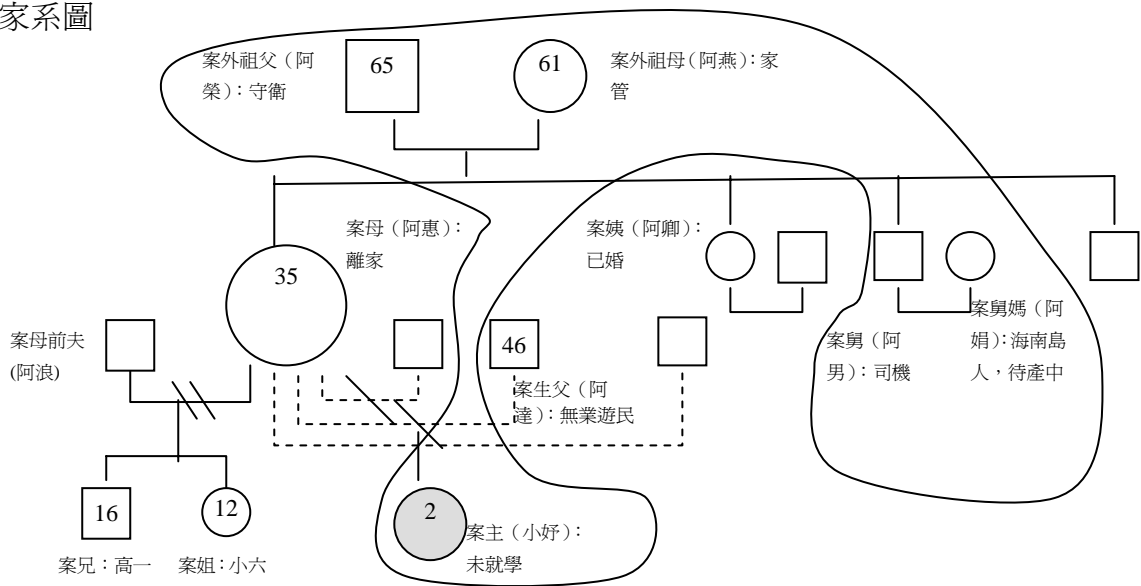 家系圖
案外祖父（阿
榮）：守衛
65
61
案外祖母（阿燕）：家
管
案母（阿惠）：
離家
35
案姨（阿卿）：
已婚
案母前夫
(阿浪)
46
案生父（阿
達）：無業遊民
案舅（阿
男）：司機
案舅媽（阿
娟）：海南島
人，待產中
16
12
2
案主（小妤）：
未就學
案兄：高一
案姐：小六